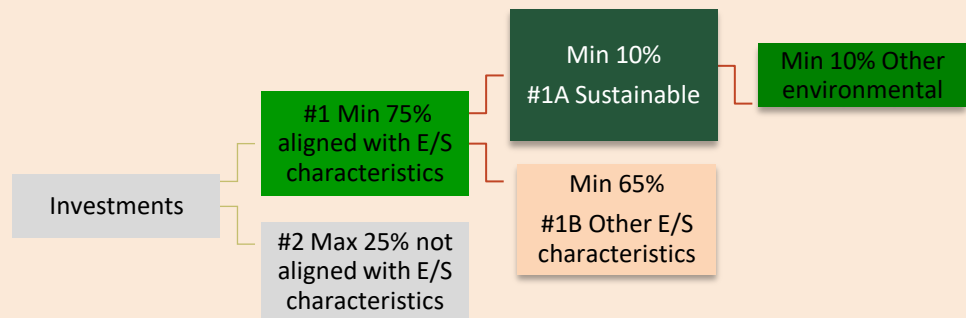 Investments
#1 Min 75%
aligned with E/S
characteristics
#2 Max 25% not
aligned with E/S
characteristics
Min 10%
#1A Sustainable
Min 65%
#1B Other E/S
characteristics
Min 10% Other
environmental